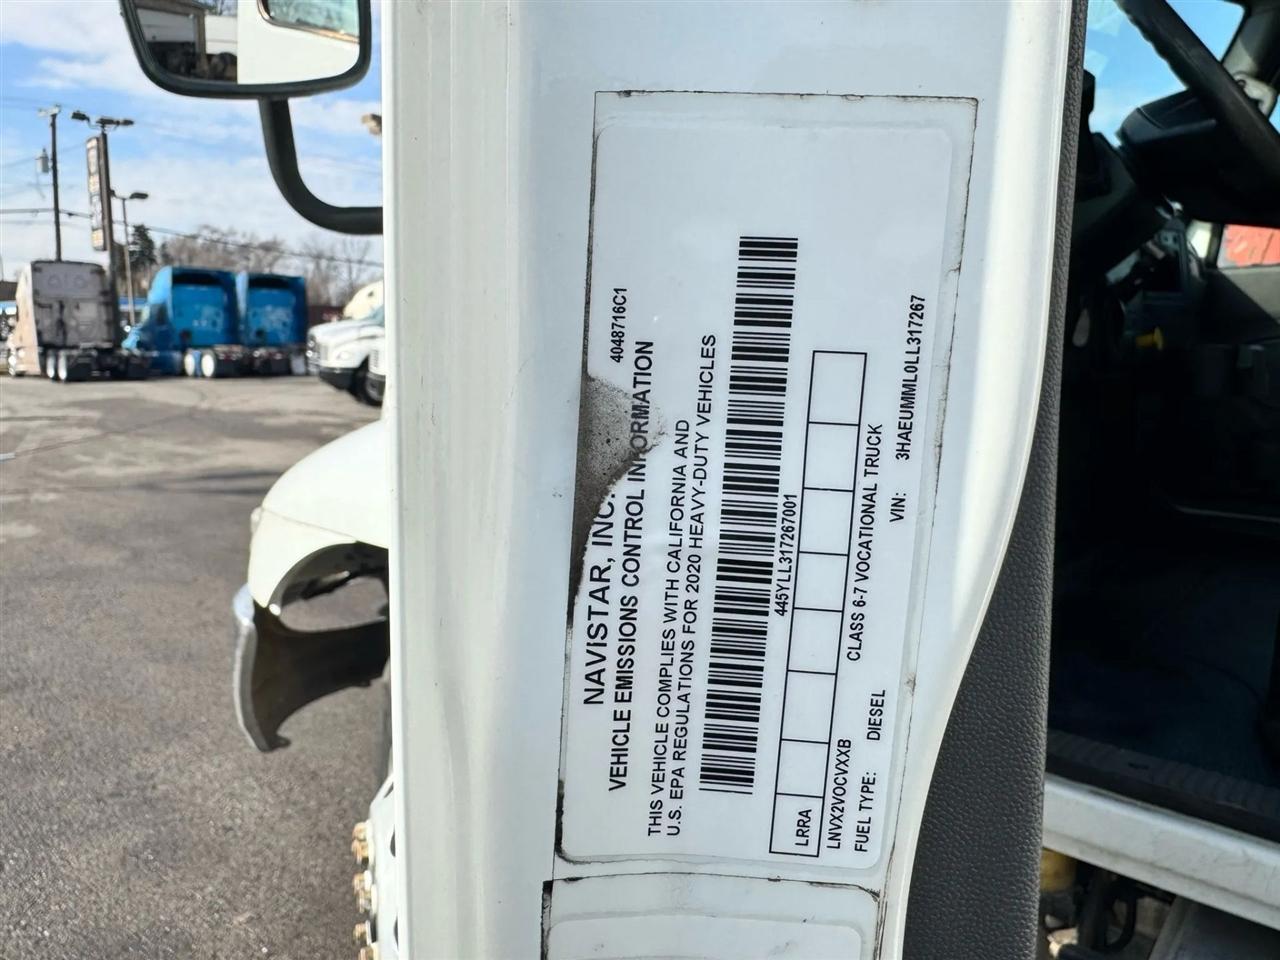 4048716C1
NAVISTAR, INC.
VEHICLE EMISSIONS CONTROL INFORMATION
THIS VEHICLE COMPLIES WITH CALIFORNIA AND
U.S. EPA REGULATIONS FOR 2020 HEAVY-DUTY VEHICLES
445YLL317267001
LRRA
LNVX2VOCVXXB CLASS 6-7 VOCATIONAL TRUCK
FUEL TYPE: DIESEL VIN: 3HAEUMML0LL317267